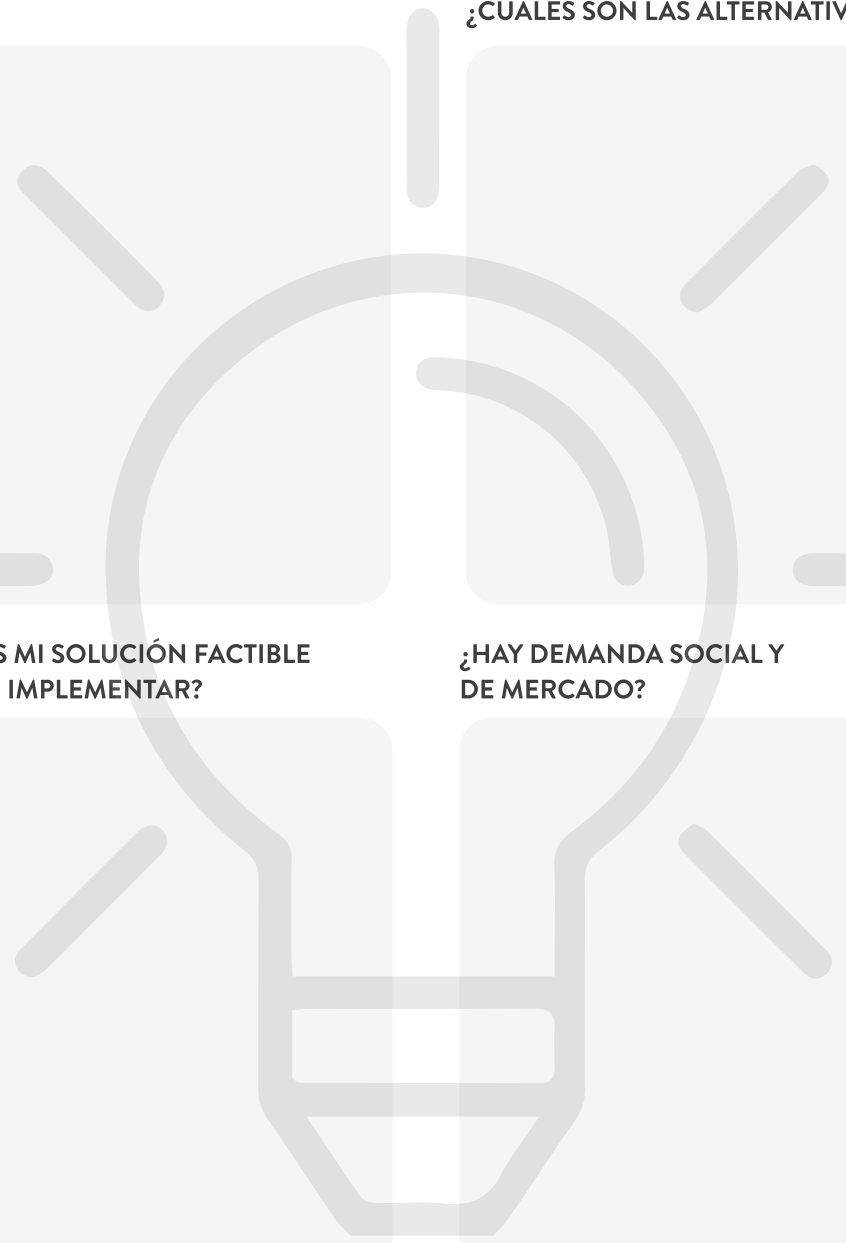 ¿CUALES SON LAS ALTERNATIV
S MI SOLUCIÓN FACTIBLE
IMPLEMENTAR?
¿HAY DEMANDA SOCIAL Y
DE MERCADO?